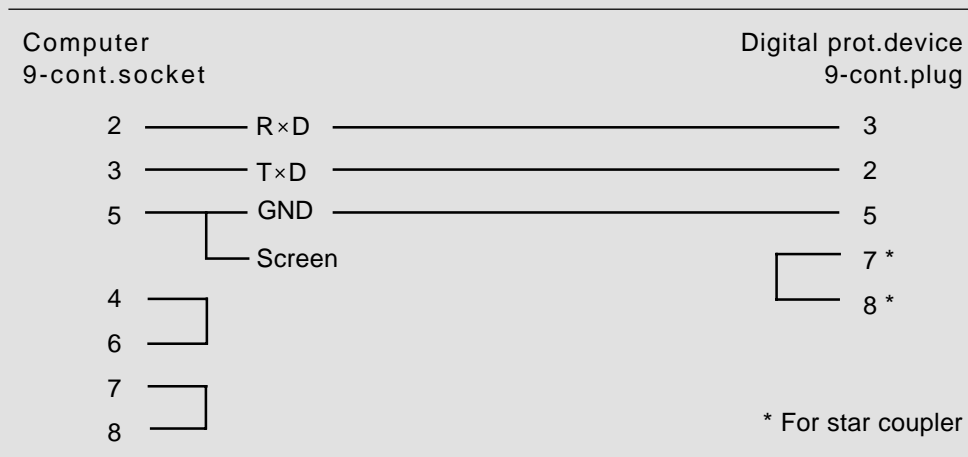 Computer Digital prot.device
9-cont.socket 9-cont.plug
2 R×D 3
3 T×D 2
5 GND 5
Screen 7 *
4 8 *
6
7
8 * For star coupler